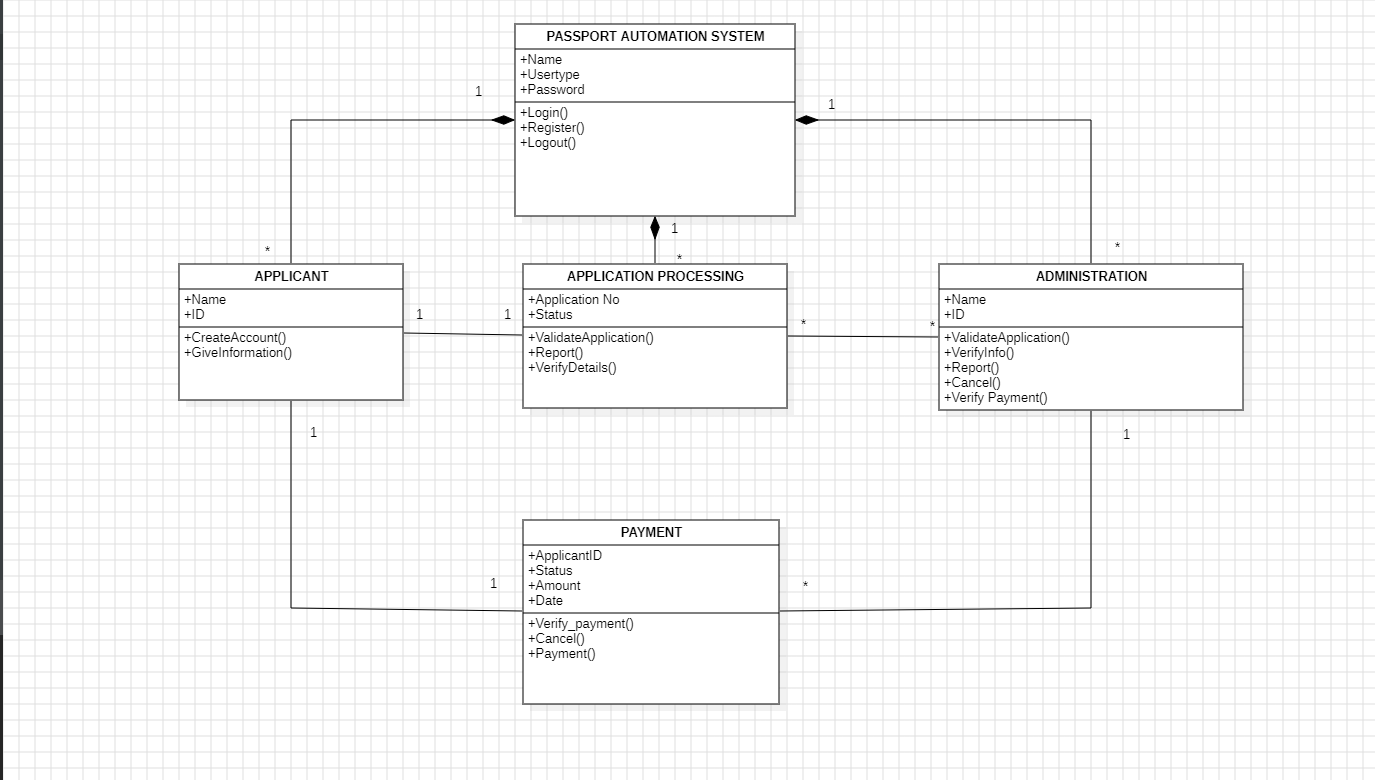 PASSPORT AUTOMATION SYSTEM
+Name
+Usertype
+Password
+Login()
+Register()
+Logout()
1
1
1
*
*
*
APPLICANT
+Name
+ID
+CreateAccount()
+GiveInformation()
1
1
APPLICATION PROCESSING
+Application No
+Status
+ValidateApplication()
+Report()
+VerifyDetails()
*
*
ADMINISTRATION
+Name
+ID
+ValidateApplication()
+VerifyInfo()
+Report()
+Cancel()
+Verify Payment()
1
1
PAYMENT
+ApplicantID
+Status
+Amount
+Date
+Verify_payment()
+Cancel()
+Payment()
1
*